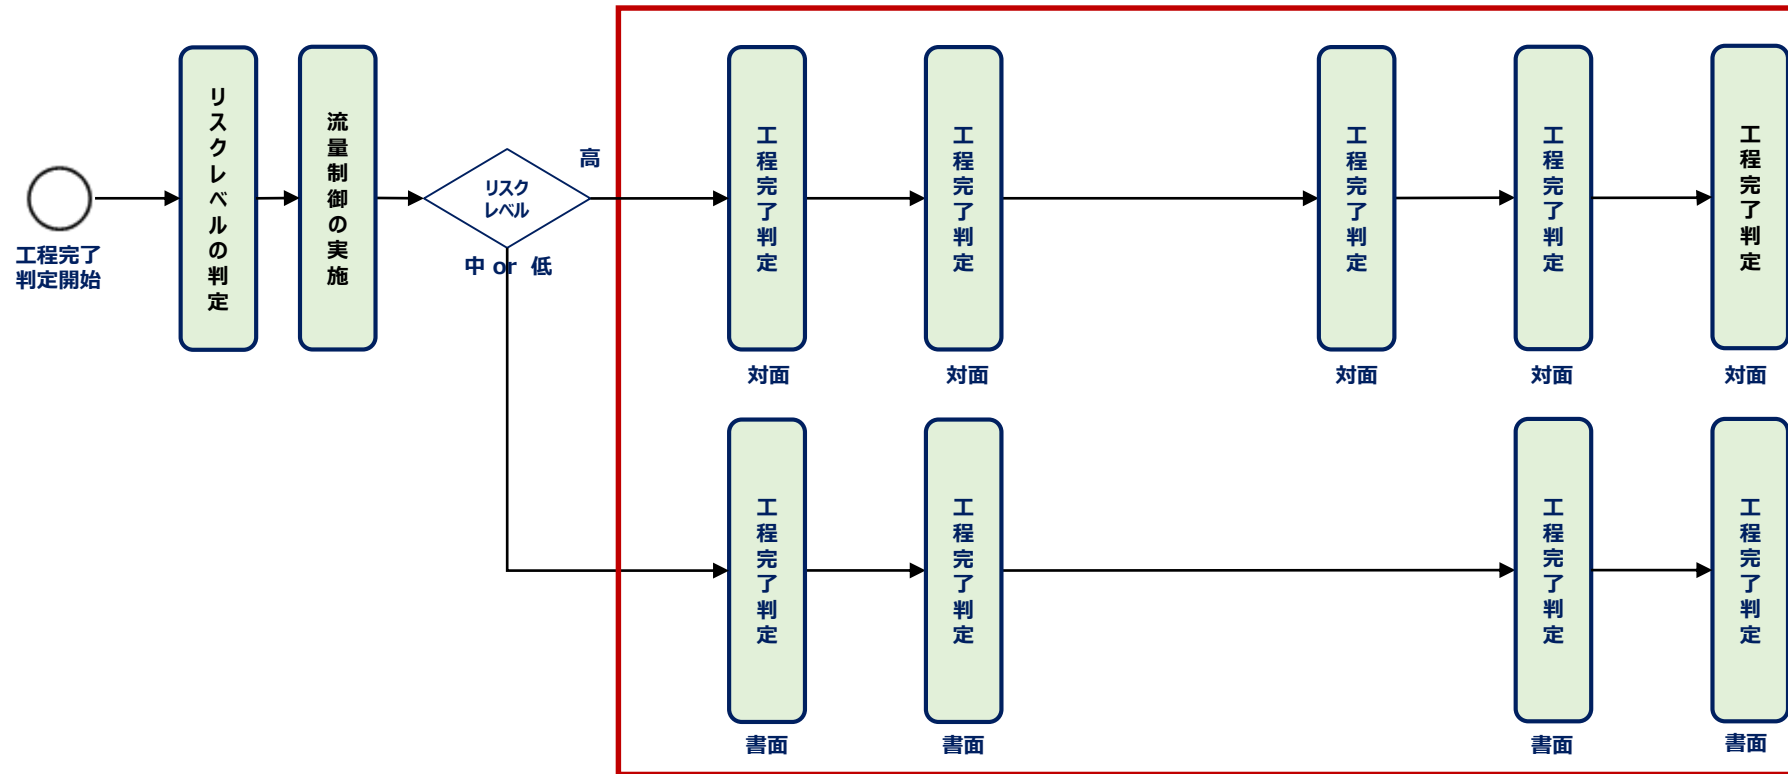 工程完了
判定開始
リスクレベルの判定
流量制御の実施
リスク
レベル
高
中 or 低
工程完了判定
工程完了判定
工程完了判定
工程完了判定
工程完了判定
対面
対面
対面
対面
対面
工程完了判定
工程完了判定
工程完了判定
工程完了判定
書面
書面
書面
書面